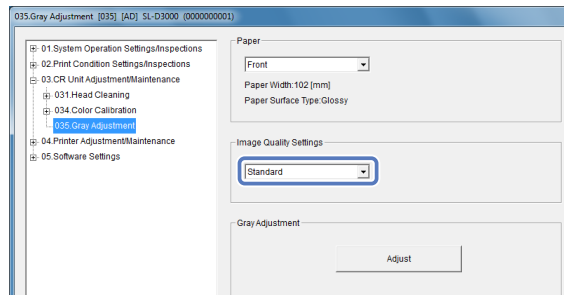 035.Gray Adjustment [035] [AD] SL-D3000 (0000000001)
01.System Operation Settings/Inspections
02.Print Condition Settings/Inspections
03.CR Unit Adjustment/Maintenance
031.Head Cleaning
034.Color Calibration
035.Gray Adjustment
04.Printer Adjustment/Maintenance
05.Software Settings
Paper
Front
Paper Width:102 [mm]
Paper Surface Type:Glossy
Image Quality Settings
Standard
Gray Adjustment
Adjust